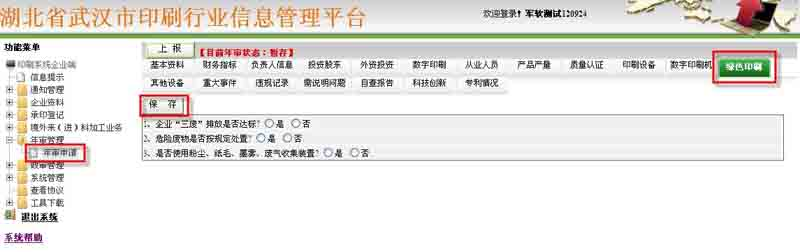 湖北省武汉市印刷行业信息管理平台
欢迎登录！军软测试120924
功能菜单
印刷系统企业端
信息提示
通知管理
企业资料
承印登记
境外来（进）料加工业务
年审管理
年审申请
政审管理
系统管理
查看协议
工具下载
退出系统
系统帮助
上 报 【目前年审状态：暂存】
基本资料 财务指标 负责人信息 投资股东 外资投资 数字印刷 从业人员 产品产量 质量认证 印刷设备 数字印刷机 绿色印刷
其他设备 重大事件 违规记录 需说明问题 自查报告 科技创新 专利情况
保 存
1、企业“三废”排放是否达标？ 是 否
2、危险废物是否按规定处置？ 是 否
3、是否使用粉尘、纸毛、墨雾、废气收集装置？ 是 否